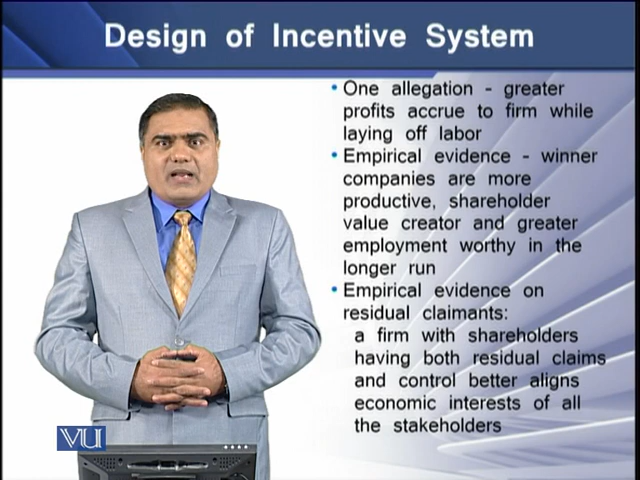 Design of Incentive System
• One allegation - greater
profits accrue to firm while
laying off labor
• Empirical evidence - winner
companies are more
productive, shareholder
value creator and greater
employment worthy in the
longer run
• Empirical evidence on
residual claimants:
a firm with shareholders
having both residual claims
and control better aligns
economic interests of all
the stakeholders
VU